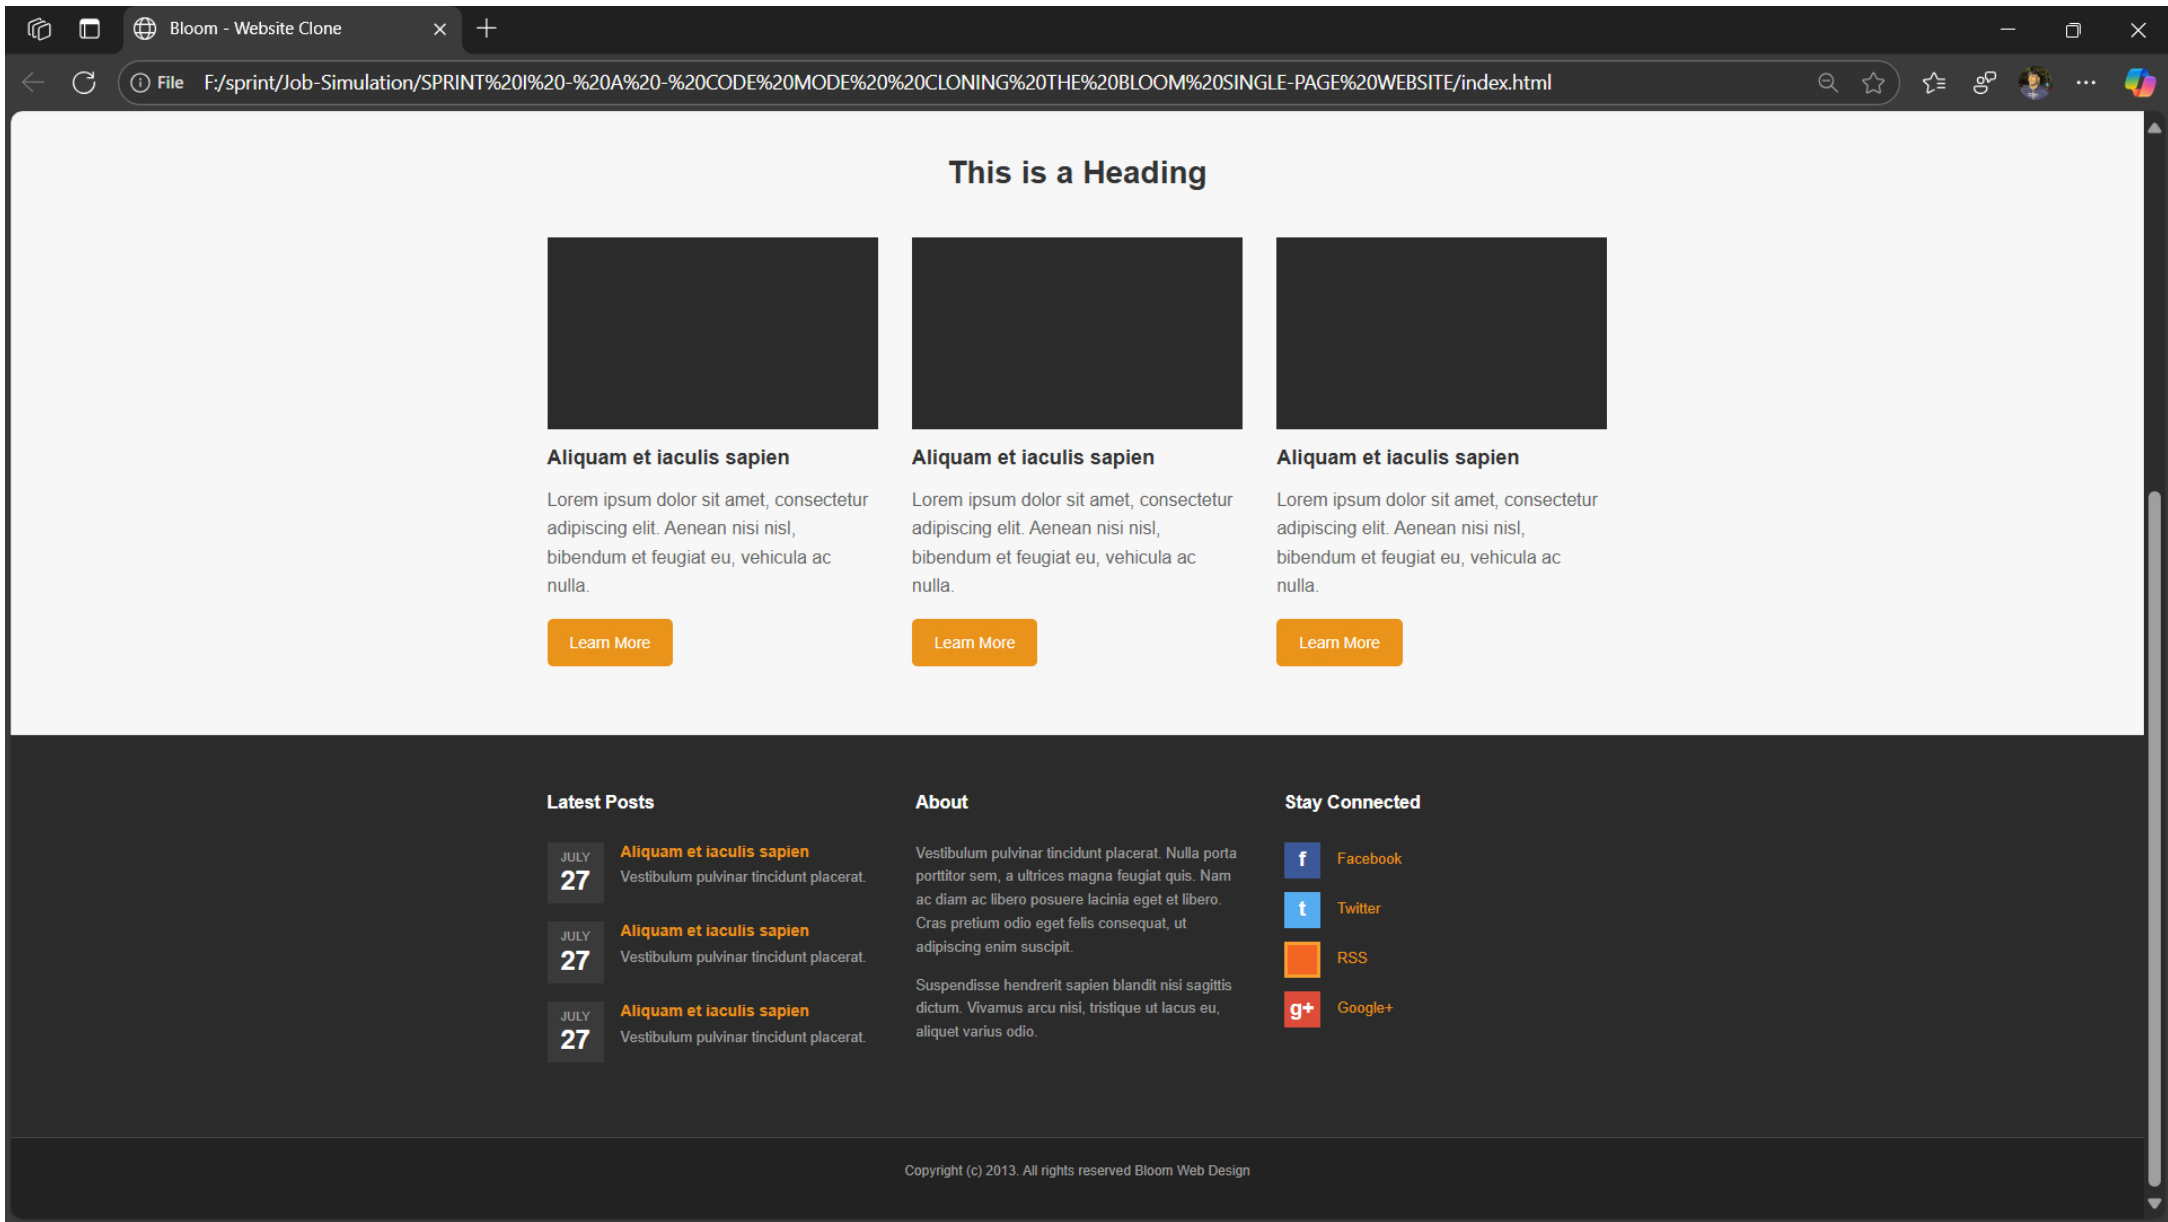 Bloom - Website Clone
File F:/sprint/Job-Simulation/SPRINT%20I%20-%20A%20-%20CODE%20MODE%20%20CLONING%20THE%20BLOOM%20SINGLE-PAGE%20WEBSITE/index.html
This is a Heading
Aliquam et iaculis sapien
Lorem ipsum dolor sit amet, consectetur
adipiscing elit. Aenean nisi nisl,
bibendum et feugiat eu, vehicula ac
nulla.
Learn More
Aliquam et iaculis sapien
Lorem ipsum dolor sit amet, consectetur
adipiscing elit. Aenean nisi nisl,
bibendum et feugiat eu, vehicula ac
nulla.
Learn More
Aliquam et iaculis sapien
Lorem ipsum dolor sit amet, consectetur
adipiscing elit. Aenean nisi nisl,
bibendum et feugiat eu, vehicula ac
nulla.
Learn More
Latest Posts
JULY
27
Aliquam et iaculis sapien
Vestibulum pulvinar tincidunt placerat.
JULY
27
Aliquam et iaculis sapien
Vestibulum pulvinar tincidunt placerat.
JULY
27
Aliquam et iaculis sapien
Vestibulum pulvinar tincidunt placerat.
About
Vestibulum pulvinar tincidunt placerat. Nulla porta
porttitor sem, a ultrices magna feugiat quis. Nam
ac diam ac libero posuere lacinia eget et libero.
Cras pretium odio eget felis consequat, ut
adipiscing enim suscipit.
Suspendisse hendrerit sapien blandit nisi sagittis
dictum. Vivamus arcu nisi, tristique ut lacus eu,
aliquet varius odio.
Stay Connected
f Facebook
t Twitter
RSS
g+ Google+
Copyright (c) 2013. All rights reserved Bloom Web Design